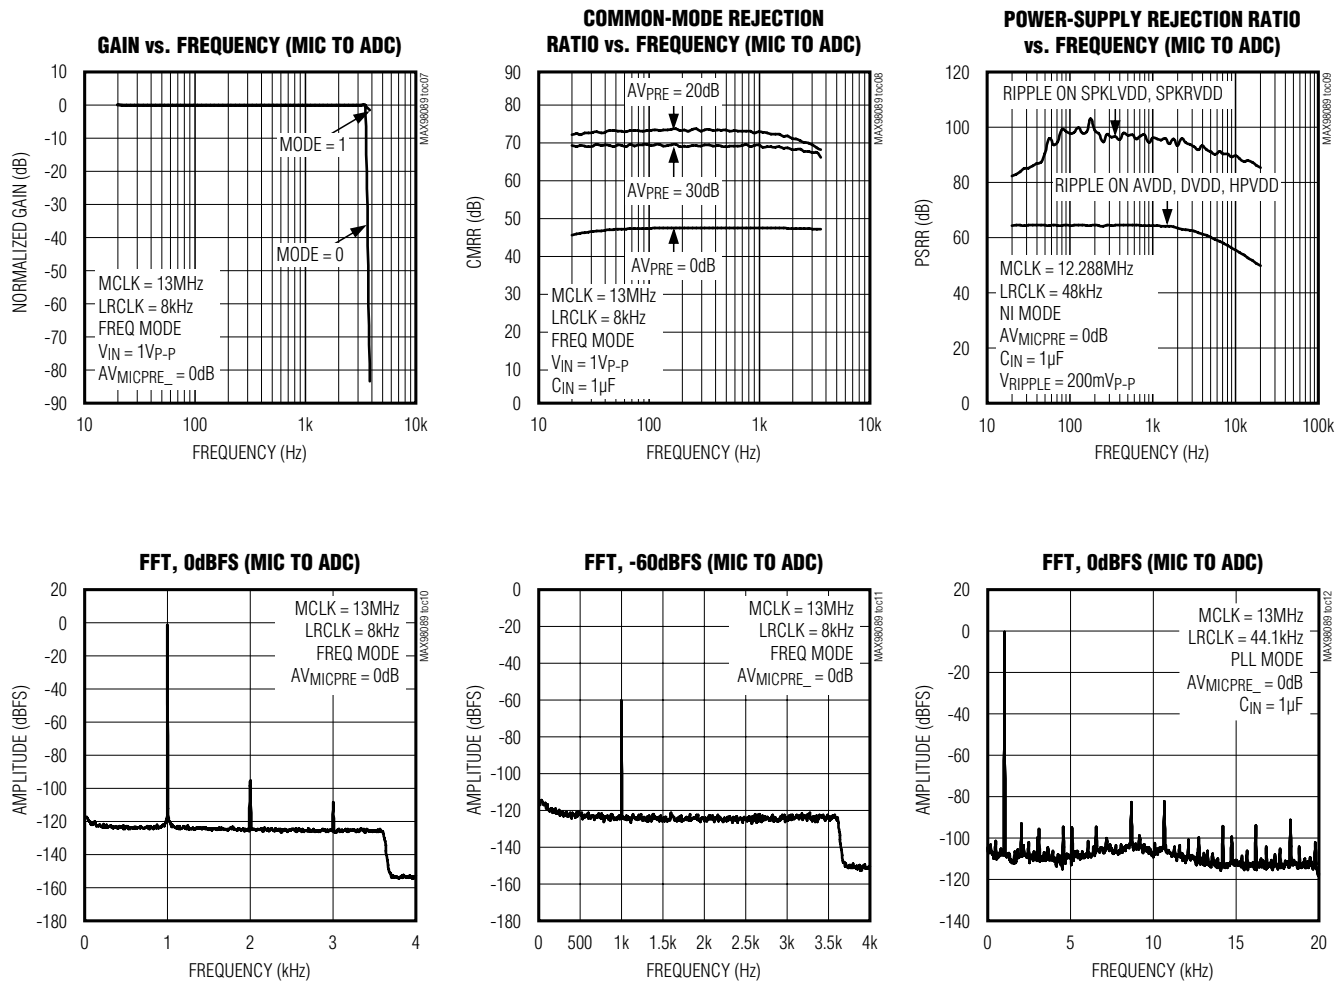 GAIN vs. FREQUENCY (MIC TO ADC)
10
0
-10
-20
-30
-40
-50
-60
-70
-80
-90
NORMALIZED GAIN (dB)
MODE = 1
MODE = 0
MCLK = 13MHz
LRCLK = 8kHz
FREQ MODE
VIN = 1VP-P
AVMICPRE_ = 0dB
MAX98089 toc07
10 100 1k 10k
FREQUENCY (Hz)
COMMON-MODE REJECTION
RATIO vs. FREQUENCY (MIC TO ADC)
90
80
70
60
50
40
30
20
10
0
CMRR (dB)
AVPRE = 20dB
AVPRE = 30dB
AVPRE = 0dB
MCLK = 13MHz
LRCLK = 8kHz
FREQ MODE
VIN = 1VP-P
CIN = 1µF
MAX98089 toc08
10 100 1k 10k
FREQUENCY (Hz)
POWER-SUPPLY REJECTION RATIO
vs. FREQUENCY (MIC TO ADC)
120
100
80
60
40
20
0
PSRR (dB)
RIPPLE ON SPKLVDD, SPKRVDD
RIPPLE ON AVDD, DVDD, HPVDD
MCLK = 12.288MHz
LRCLK = 48kHz
NI MODE
AVMICPRE = 0dB
CIN = 1µF
VRIPPLE = 200mVP-P
MAX98089 toc09
10 100 1k 10k 100k
FREQUENCY (Hz)
FFT, 0dBFS (MIC TO ADC)
20
0
-20
-40
-60
-80
-100
-120
-140
-160
-180
AMPLITUDE (dBFS)
MCLK = 13MHz
LRCLK = 8kHz
FREQ MODE
AVMICPRE = 0dB
MAX98089 toc10
0 1 2 3 4
FREQUENCY (kHz)
FFT, -60dBFS (MIC TO ADC)
0
-20
-40
-60
-80
-100
-120
-140
-160
-180
AMPLITUDE (dBFS)
MCLK = 13MHz
LRCLK = 8kHz
FREQ MODE
AVMICPRE_ = 0dB
MAX98089 toc11
0 500 1k 1.5k 2k 2.5k 3k 3.5k 4k
FREQUENCY (Hz)
FFT, 0dBFS (MIC TO ADC)
20
0
-20
-40
-60
-80
-100
-120
-140
AMPLITUDE (dBFS)
MCLK = 13MHz
LRCLK = 44.1kHz
PLL MODE
AVMICPRE_ = 0dB
CIN = 1µF
MAX98089 toc12
0 5 10 15 20
FREQUENCY (kHz)